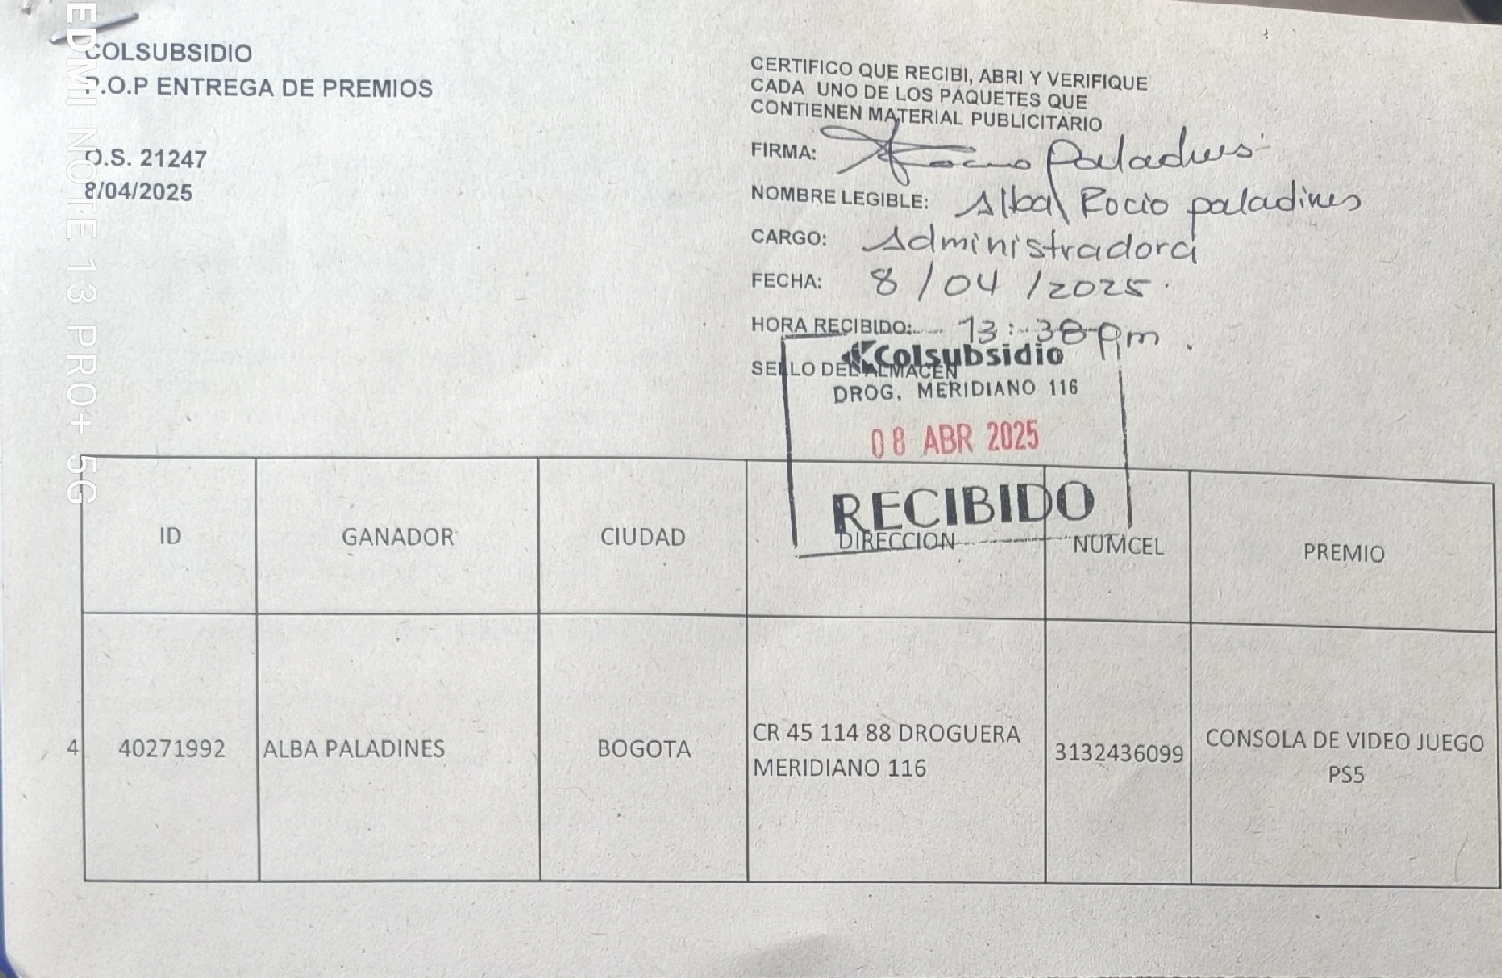 COLSUBSIDIO
P.O.P ENTREGA DE PREMIOS
O.S. 21247
8/04/2025
CERTIFICO QUE RECIBI, ABRI Y VERIFIQUE
CADA UNO DE LOS PAQUETES QUE
CONTIENEN MATERIAL PUBLICITARIO
FIRMA: Rocio Paladines
NOMBRE LEGIBLE: Alba Rocio paladines
CARGO: Administradora
FECHA: 8/04/2025
HORA RECIBIDO: 13:38 pm.
SELLO DEL ALMACEN
Colsubsidio
DROG. MERIDIANO 116
08 ABR 2025
RECIBIDO
ID GANADOR CIUDAD DIRECCION NUMCEL PREMIO
4 40271992 ALBA PALADINES BOGOTA CR 45 114 88 DROGUERA MERIDIANO 116 3132436099 CONSOLA DE VIDEO JUEGO PS5
EDMI NOTE 13 PRO+ 5G